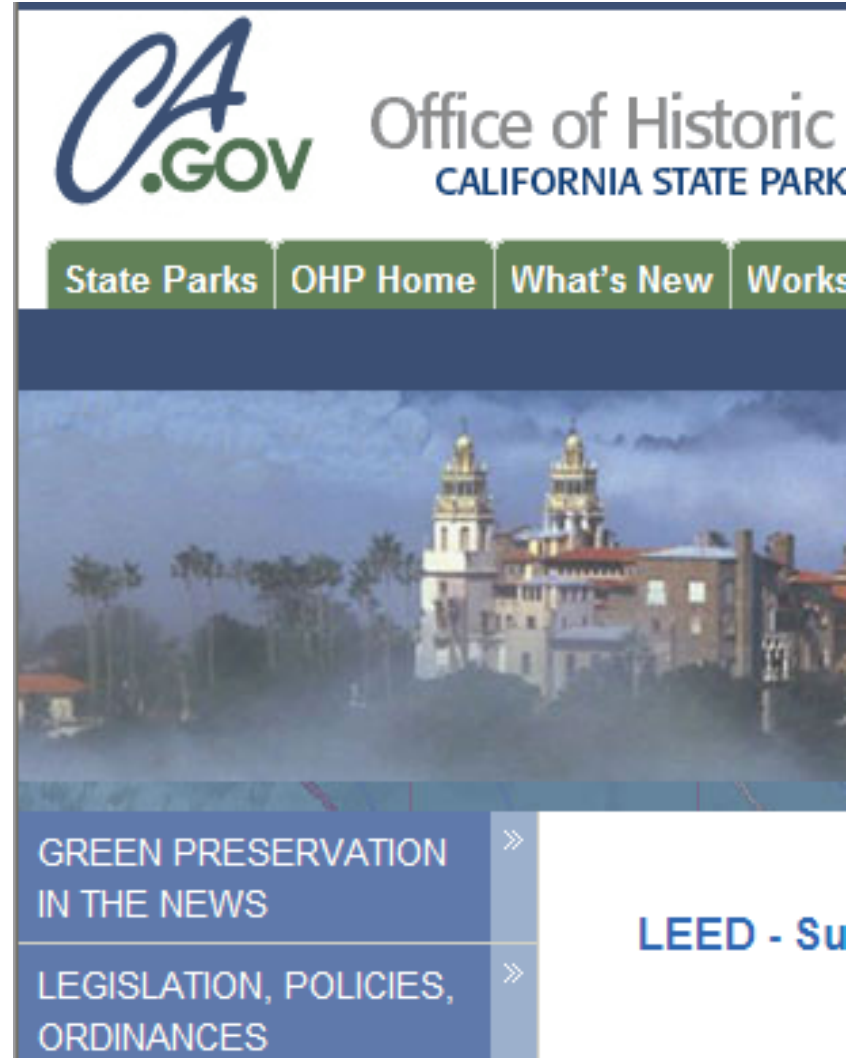 CA.GOV
Office of Historic
CALIFORNIA STATE PARK
State Parks OHP Home What's New Works
GREEN PRESERVATION
IN THE NEWS
LEED - Su
LEGISLATION, POLICIES,
ORDINANCES